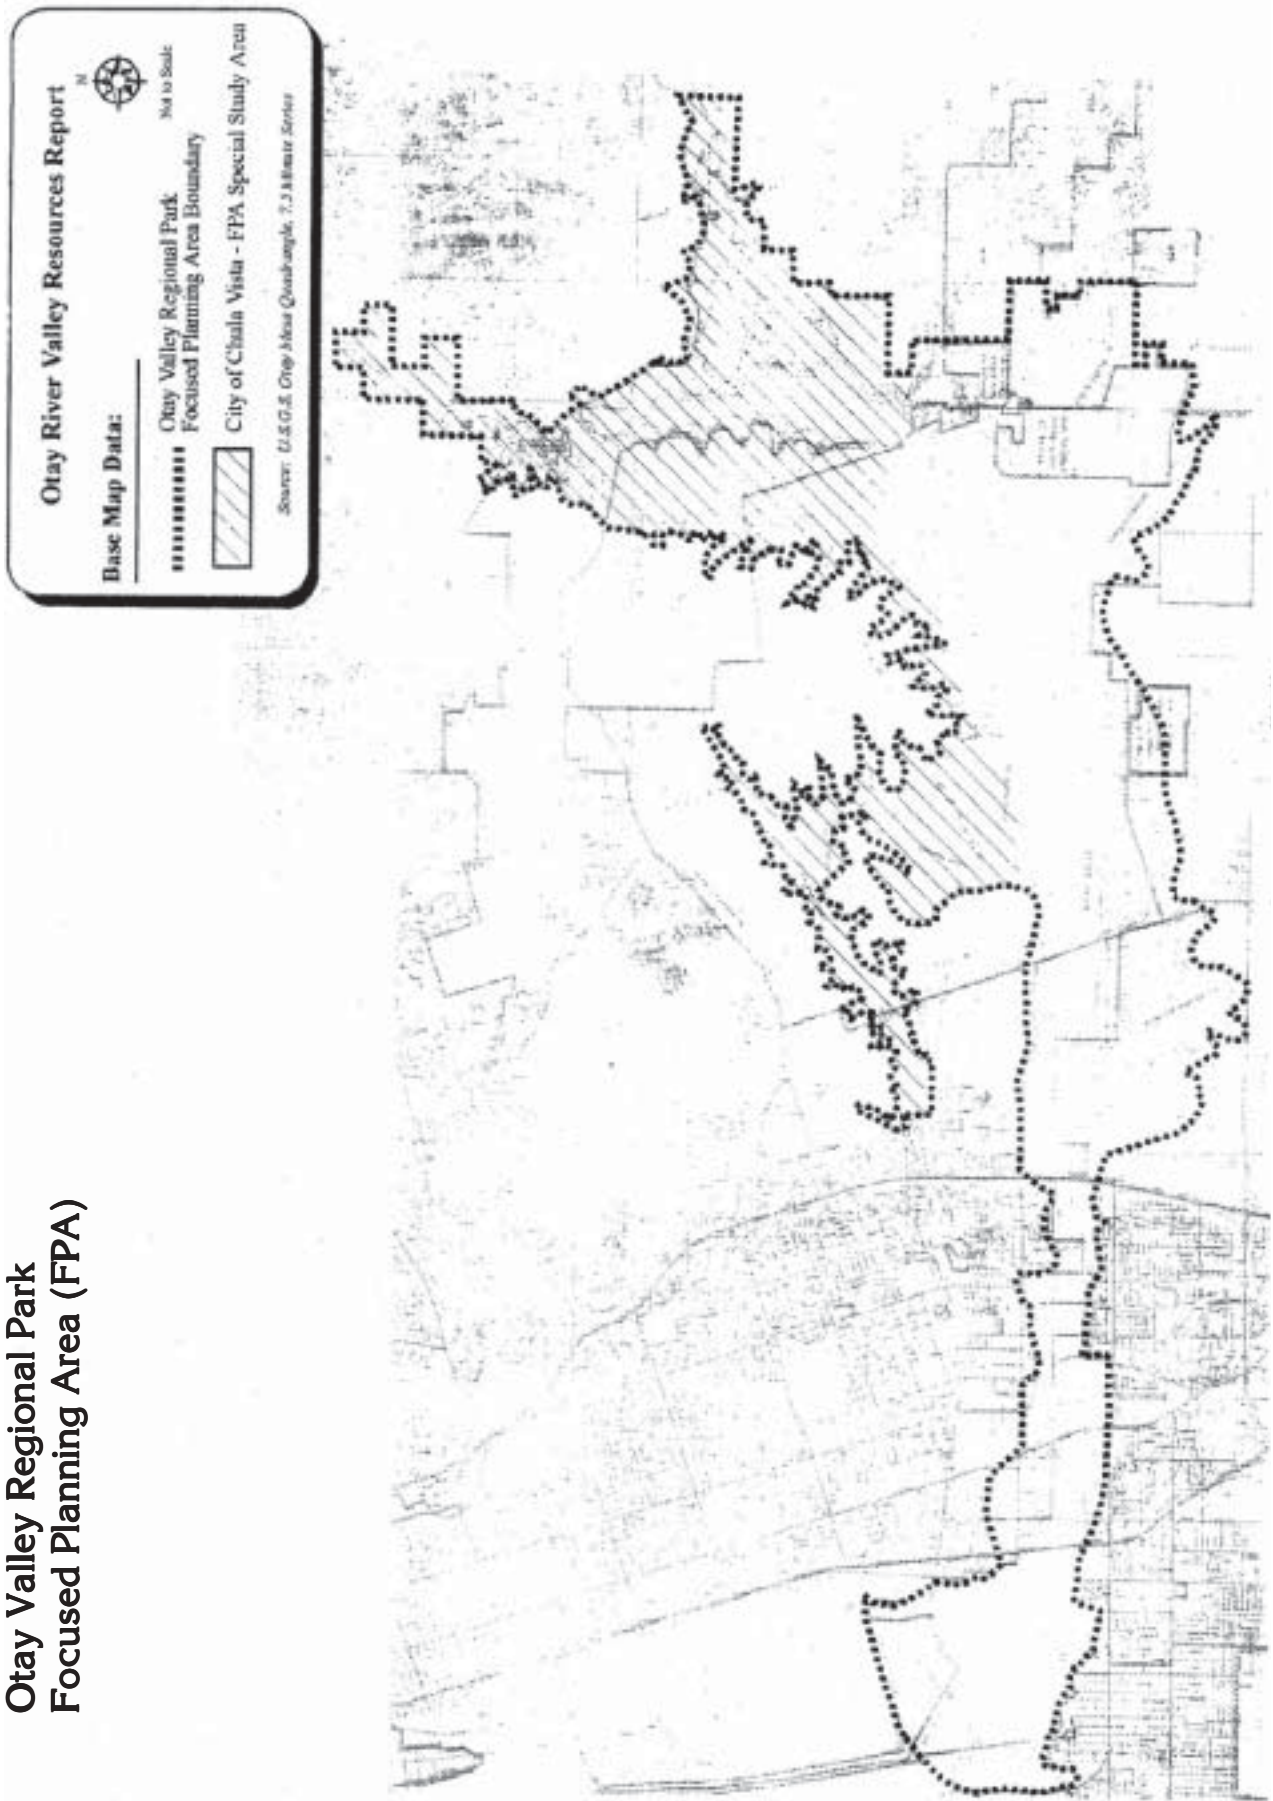 Otay Valley Regional Park
Focused Planning Area (FPA)
Otay River Valley Resources Report
N
Base Map Data:
Not to Scale
Otay Valley Regional Park
Focused Planning Area Boundary
City of Chula Vista - FPA Special Study Area
Source: U.S.G.S. Otay Mesa Quadrangle, 7.5 Minute Series